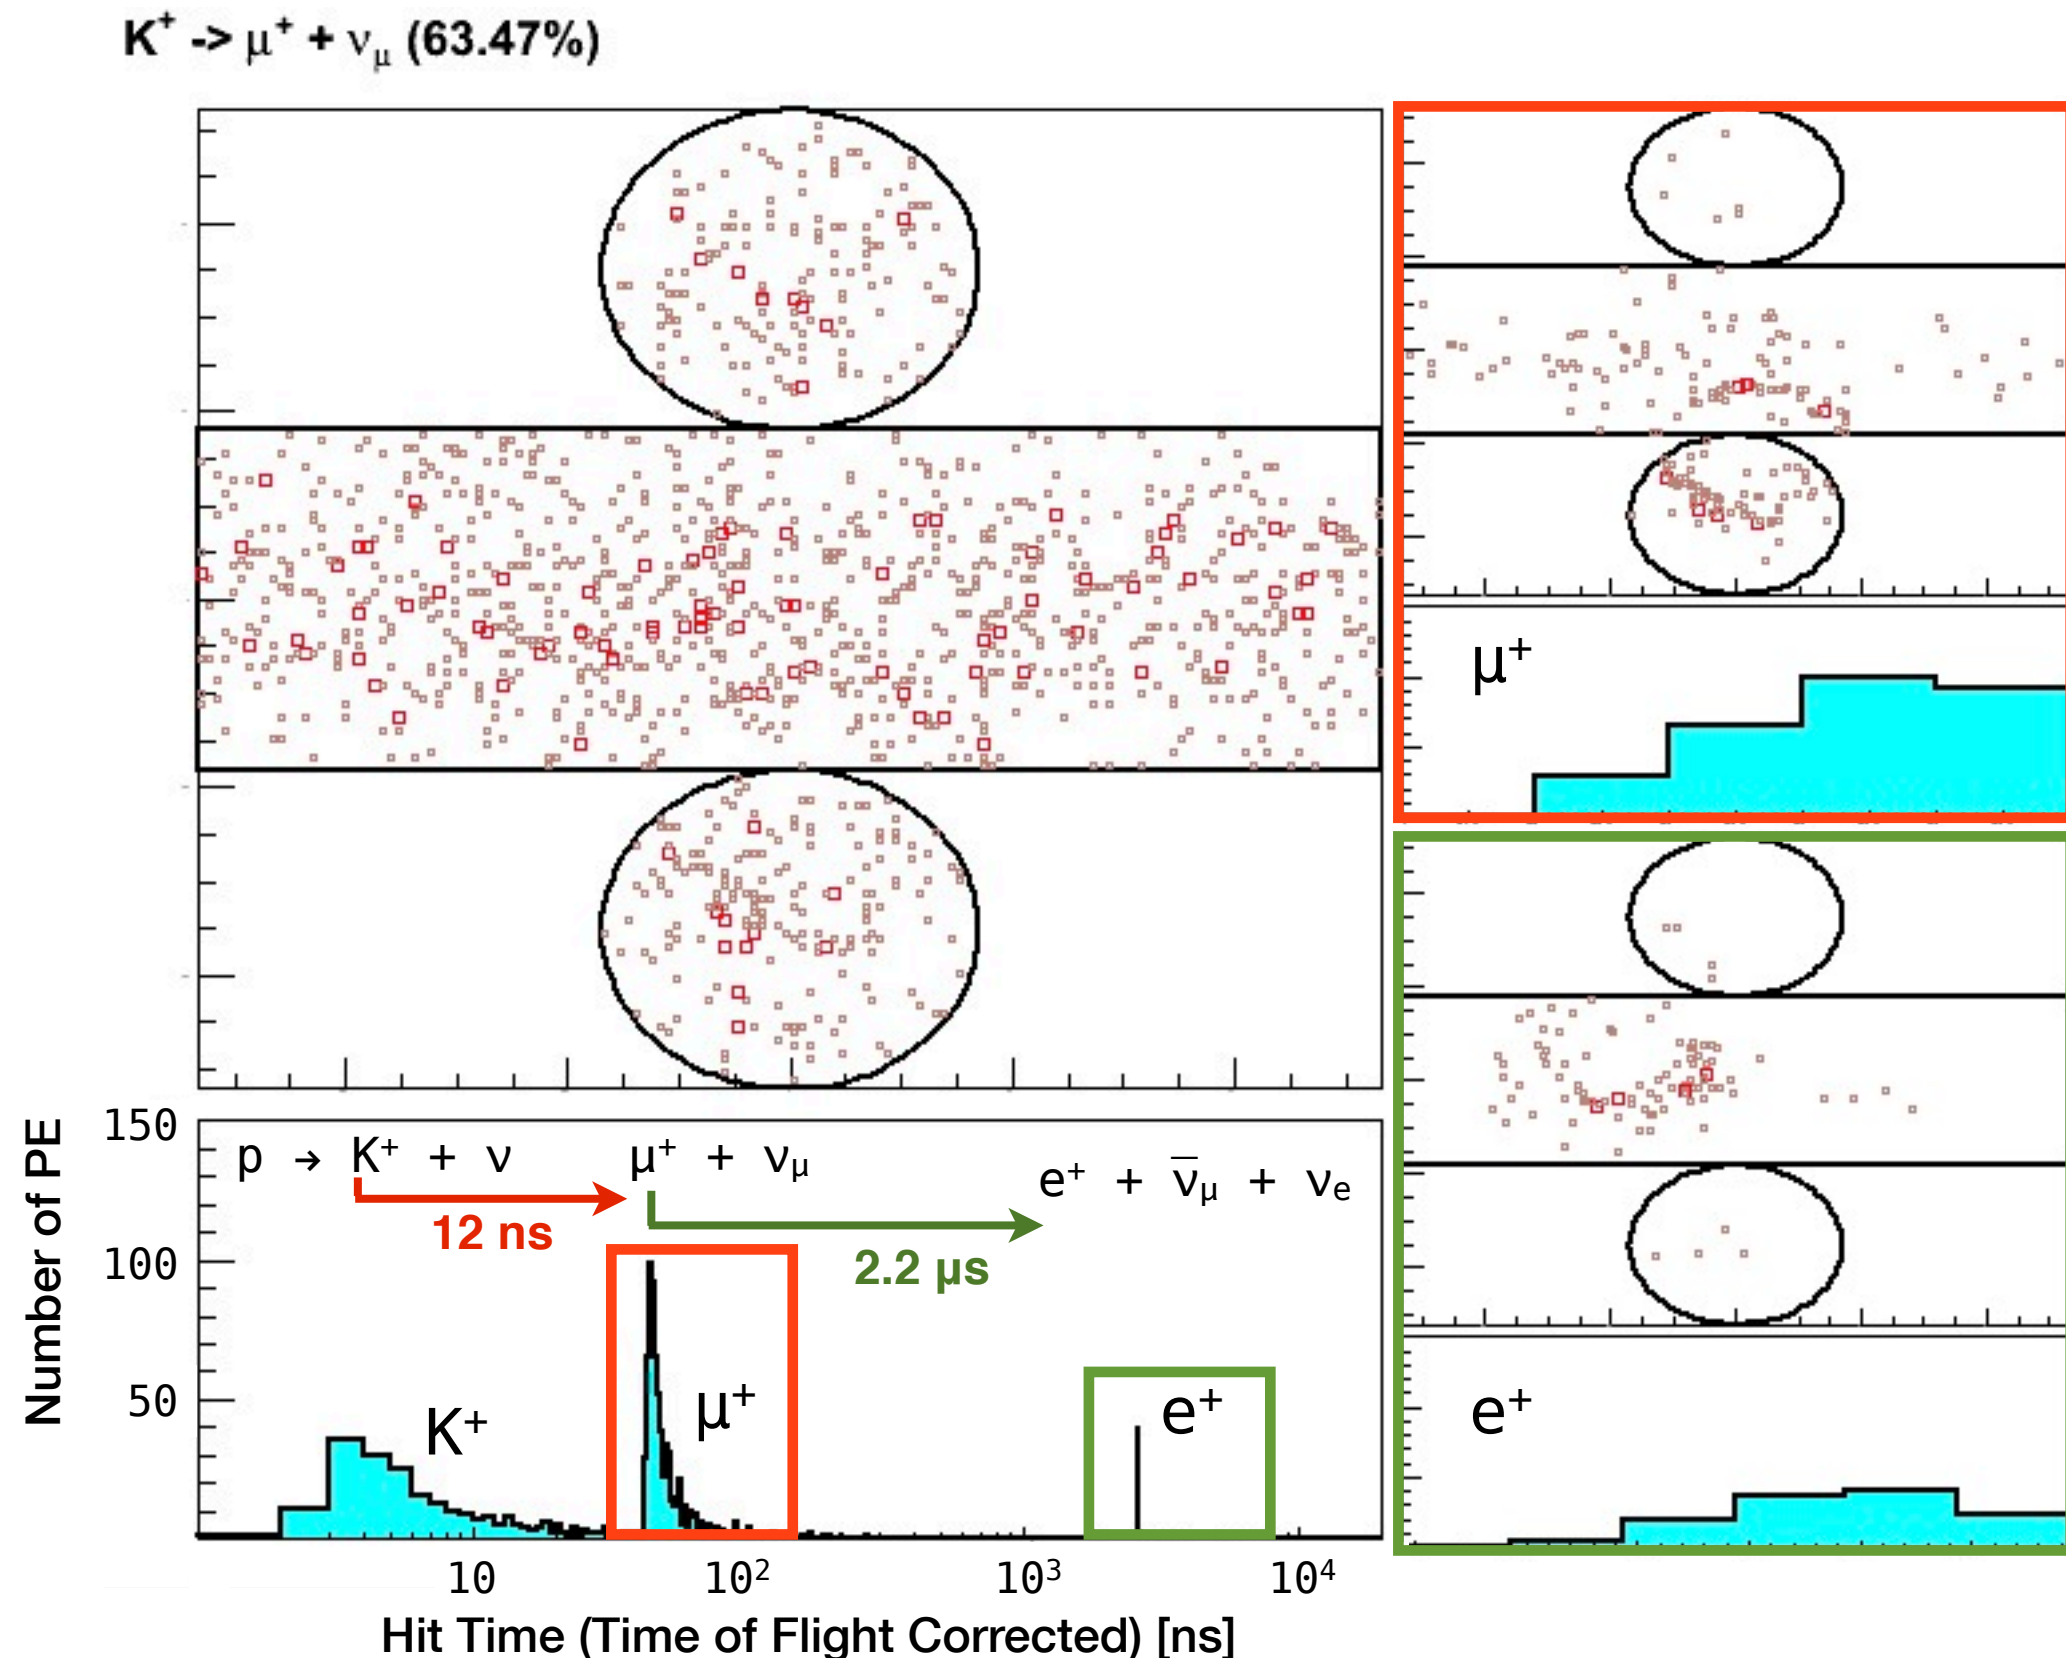 K⁺ -> μ⁺ + ν_μ (63.47%)
μ⁺
e⁺
Number of PE
150
100
50
p → K⁺ + ν
μ⁺ + ν_μ
e⁺ + ν̅_μ + ν_e
12 ns
2.2 μs
K⁺
μ⁺
e⁺
10
10²
10³
10⁴
Hit Time (Time of Flight Corrected) [ns]